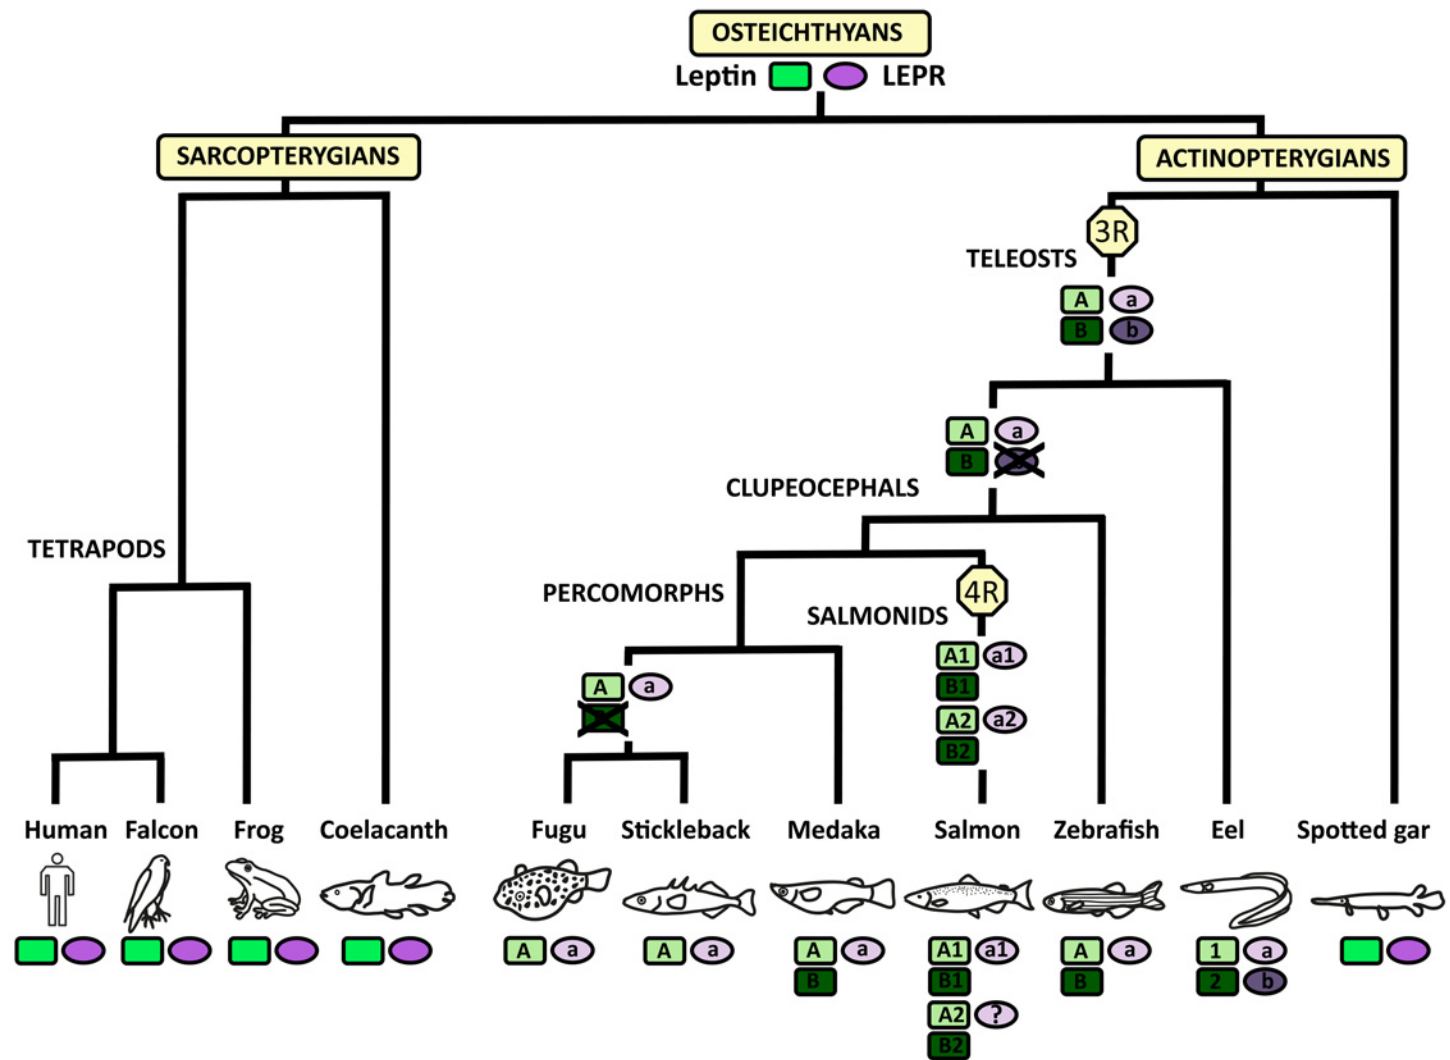 OSTEICHTHYANS
Leptin LEPR
SARCOPTERYGIANS
ACTINOPTERYGIANS
3R
TELEOSTS
A a
B b
A a
B
CLUPEOCEPHALS
TETRAPODS
PERCOMORPHS
4R
SALMONIDS
A1 a1
B1
A2 a2
B2
A a
Human Falcon Frog Coelacanth Fugu Stickleback Medaka Salmon Zebrafish Eel Spotted gar
A a A a A a A1 a1 A a 1 a
B B1 B 2 b
A2 ?
B2